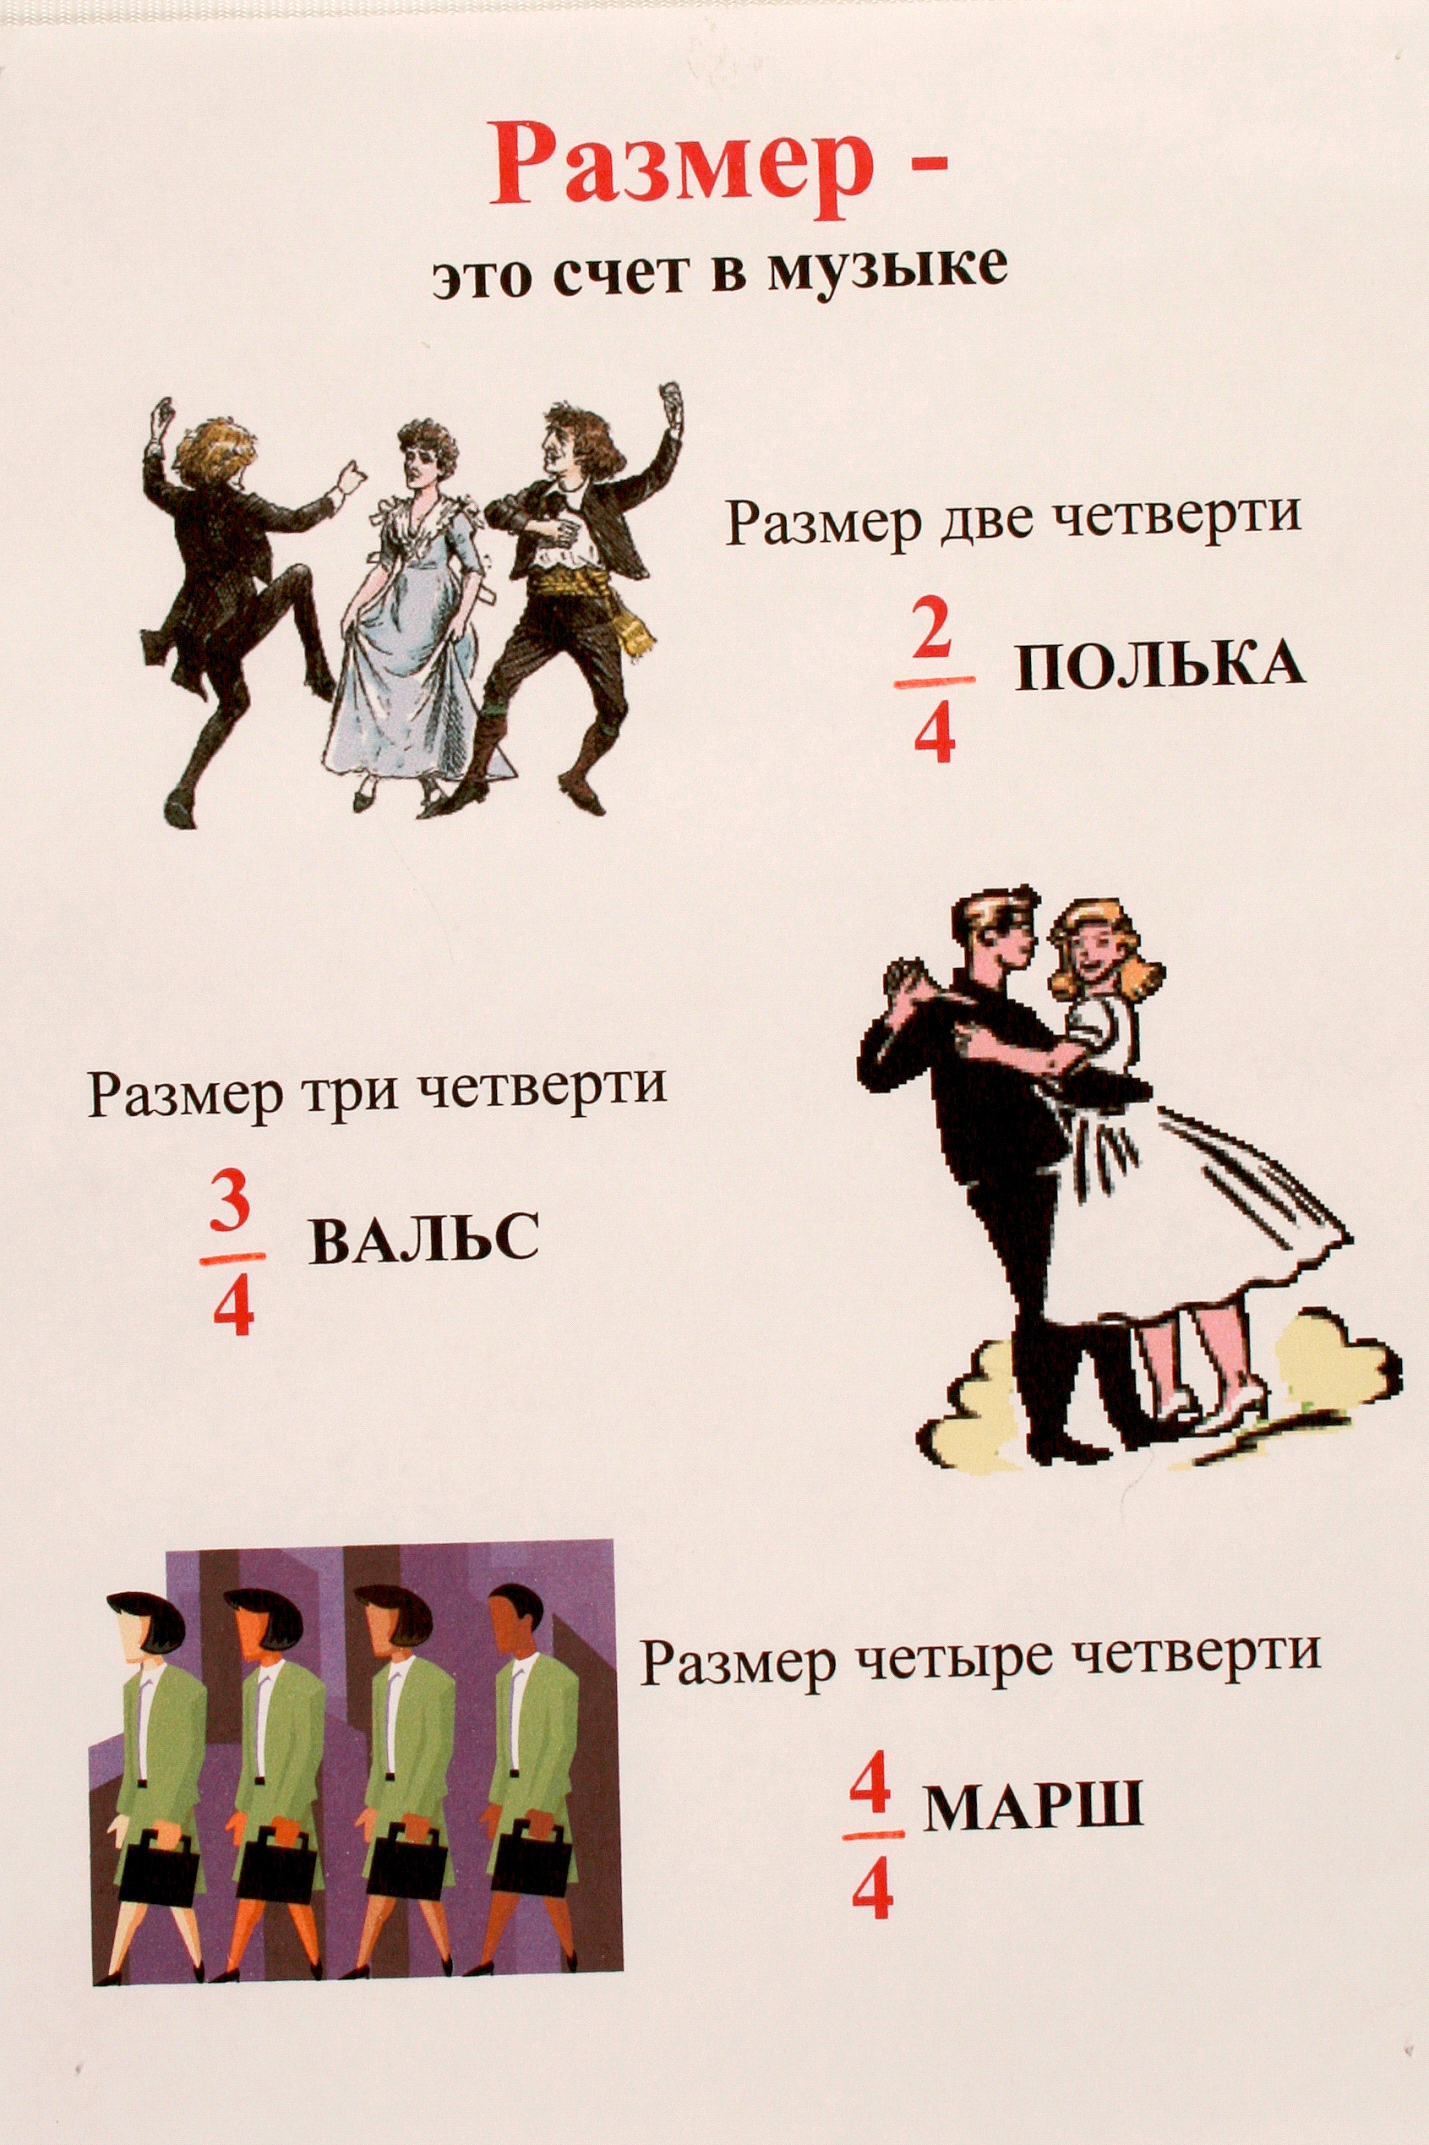 Размер -
это счет в музыке
Размер две четверти
2
4
ПОЛЬКА
Размер три четверти
3
4
ВАЛЬС
Размер четыре четверти
4
4
МАРШ